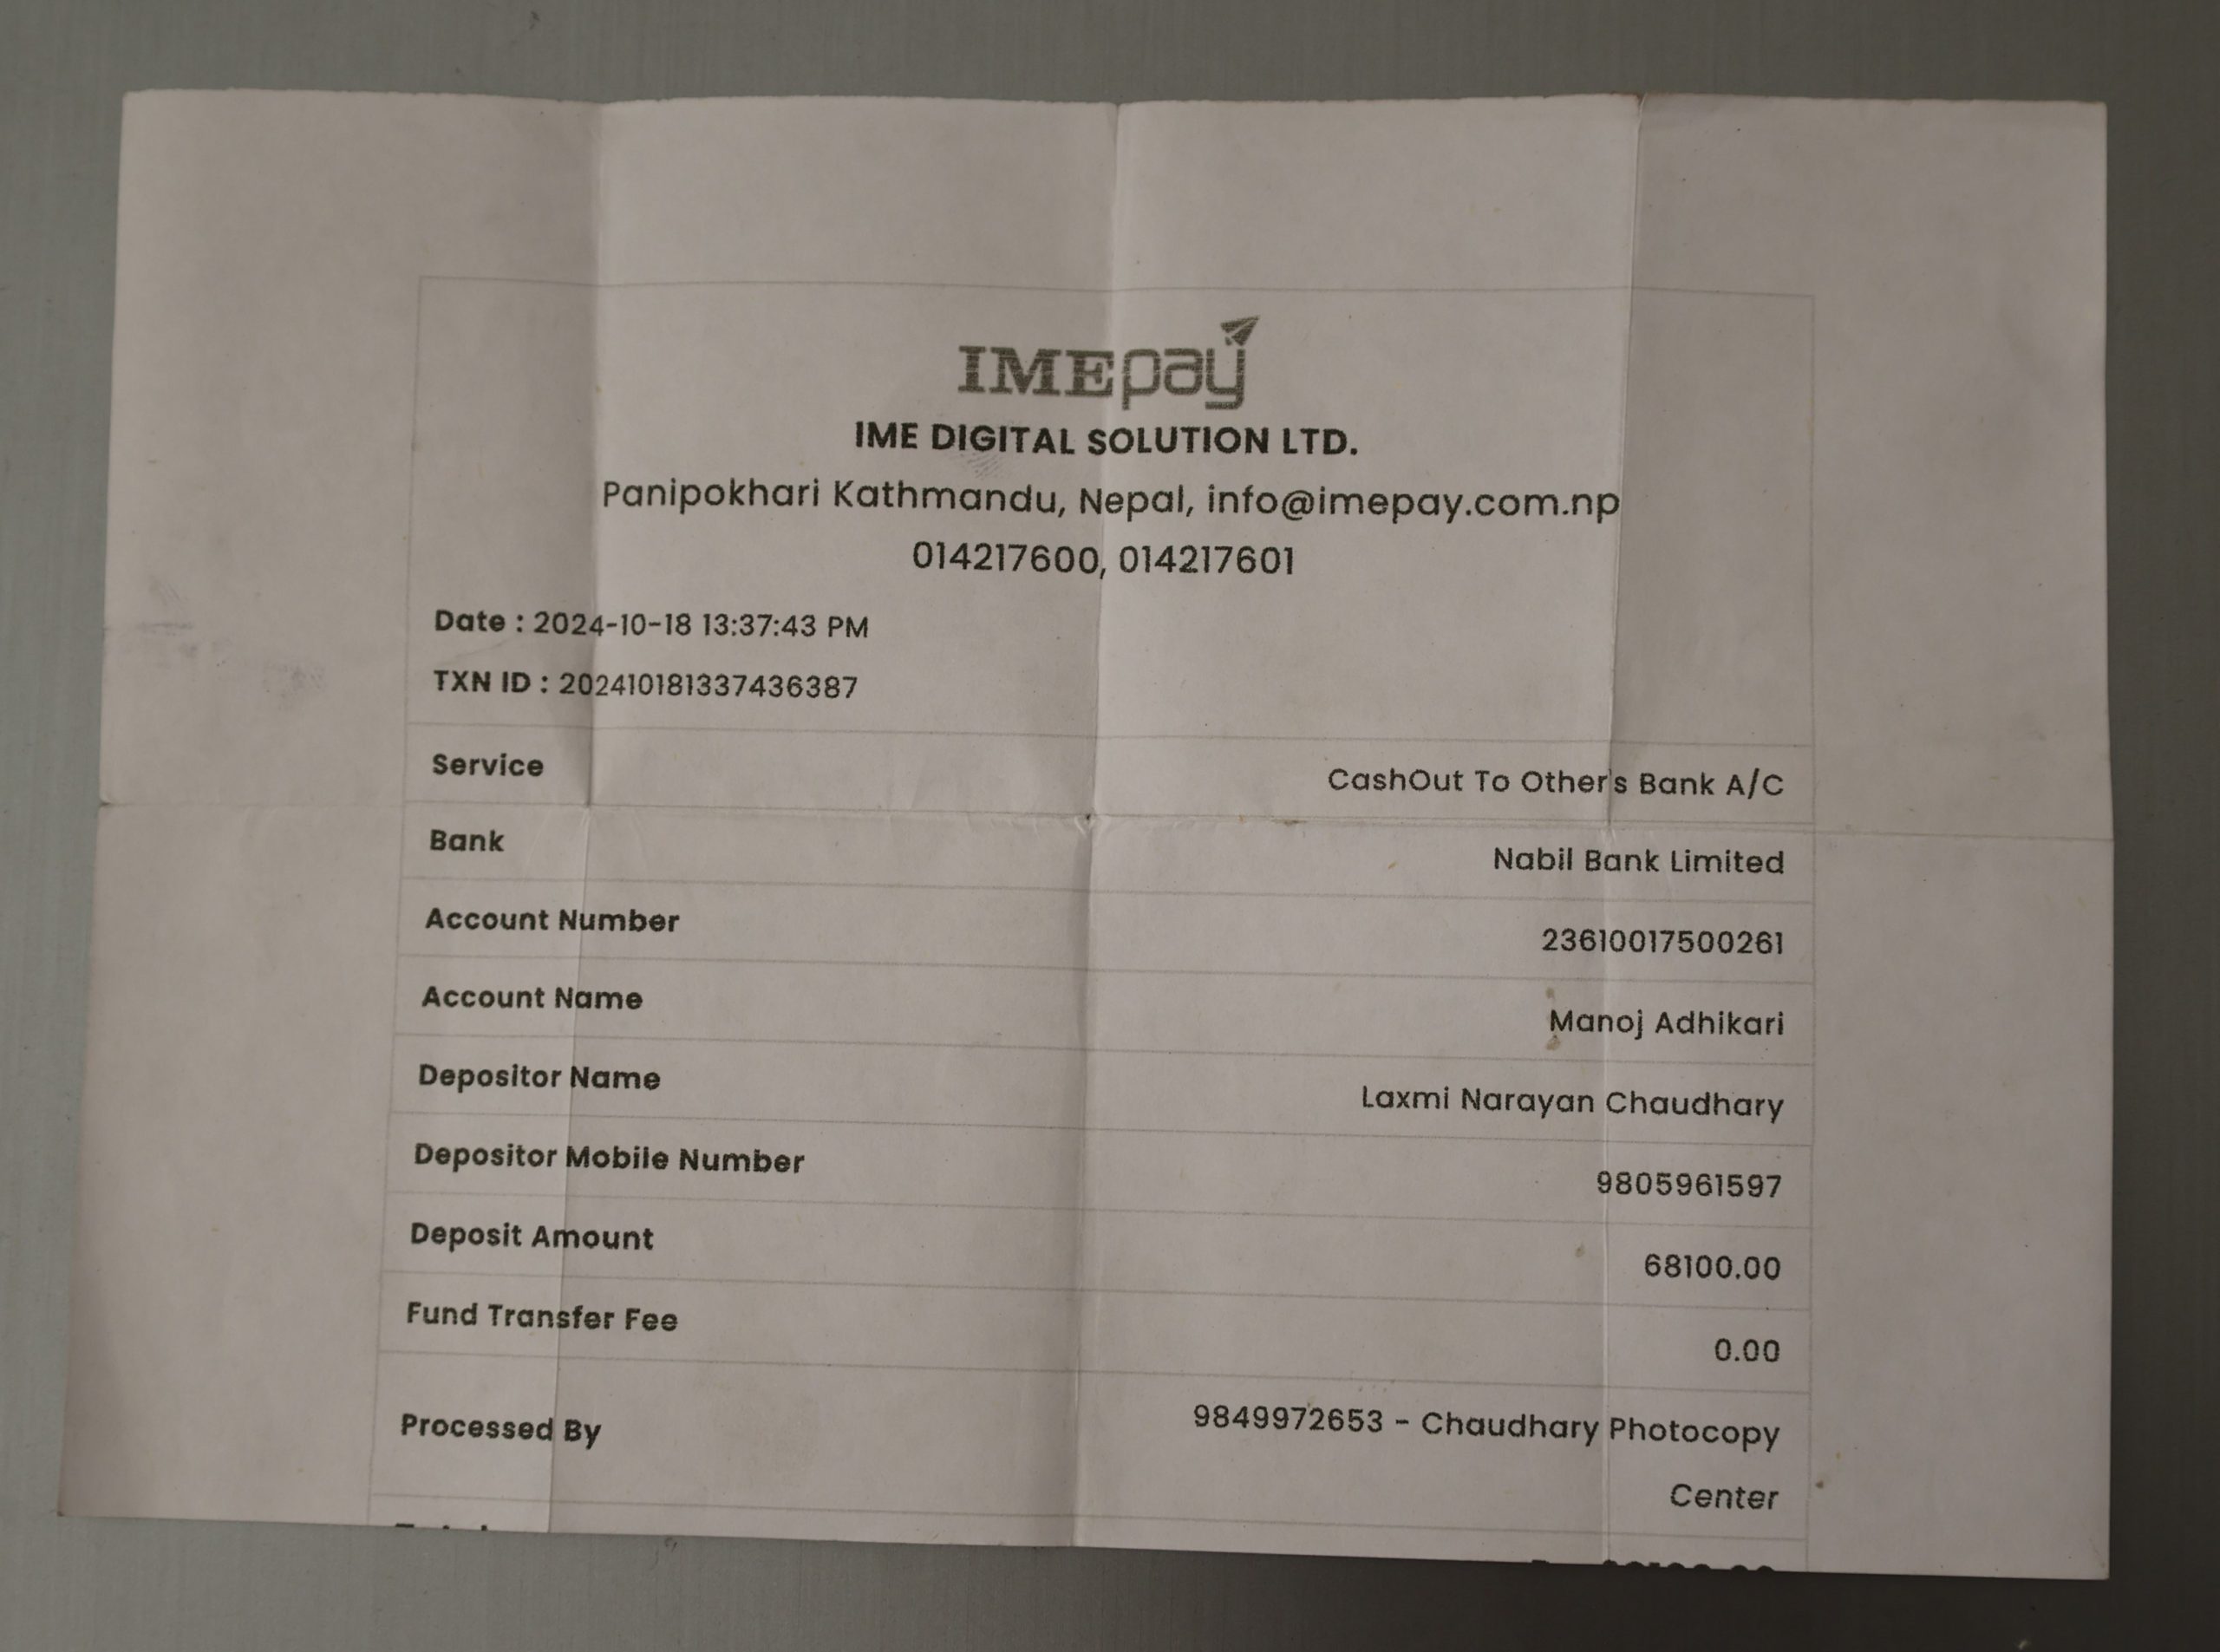 IMEpay
IME DIGITAL SOLUTION LTD.
Panipokhari Kathmandu, Nepal, info@imepay.com.np
014217600, 014217601
Date : 2024-10-18 13:37:43 PM
TXN ID : 202410181337436387
Service CashOut To Other's Bank A/C
Bank Nabil Bank Limited
Account Number 23610017500261
Account Name Manoj Adhikari
Depositor Name Laxmi Narayan Chaudhary
Depositor Mobile Number 9805961597
Deposit Amount 68100.00
Fund Transfer Fee 0.00
Processed By 9849972653 - Chaudhary Photocopy
Center